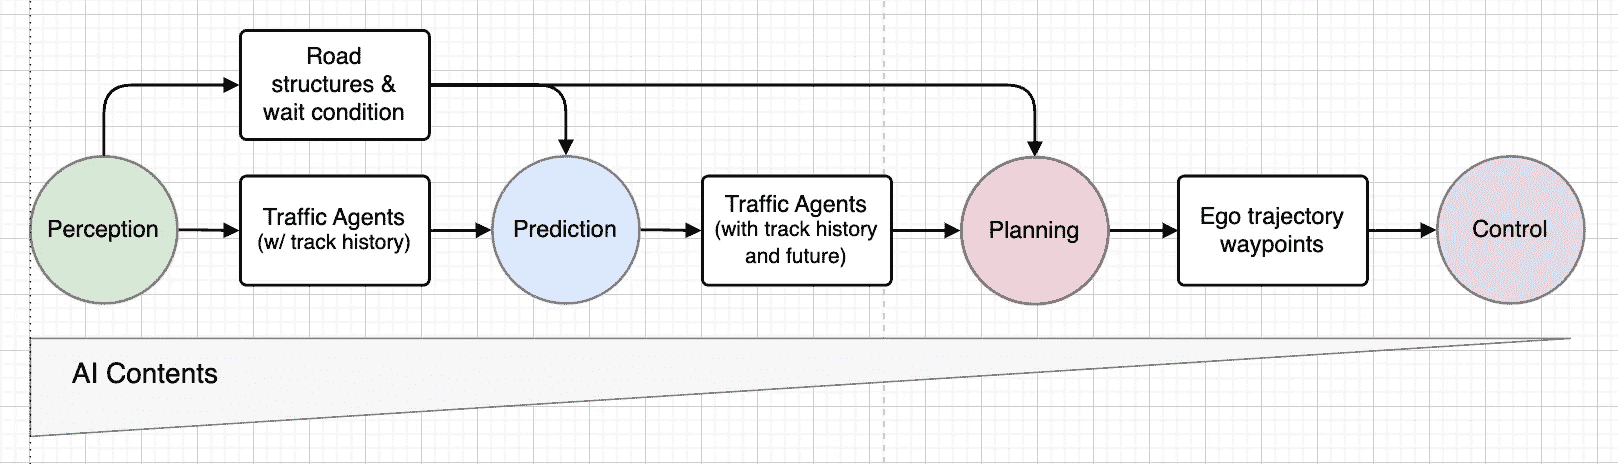 Road
structures &
wait condition
Perception
Traffic Agents
(w/ track history)
Prediction
Traffic Agents
(with track history
and future)
Planning
Ego trajectory
waypoints
Control
AI Contents